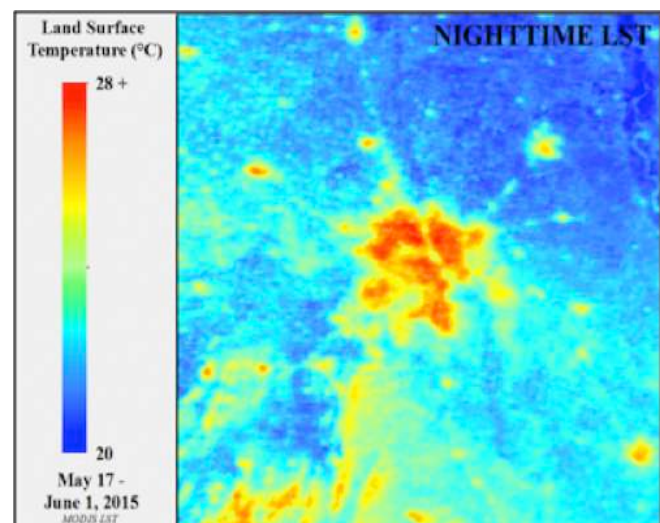 Land Surface
Temperature (°C)
28 +
20
May 17 -
June 1, 2015
MODIS LST
NIGHTTIME LST